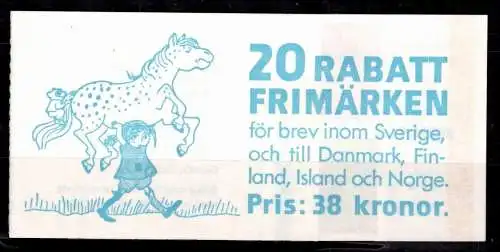 20 RABATT
FRIMÄRKEN
för brev inom Sverige,
och till Danmark, Fin-
land, Island och Norge.
Pris: 38 kronor.